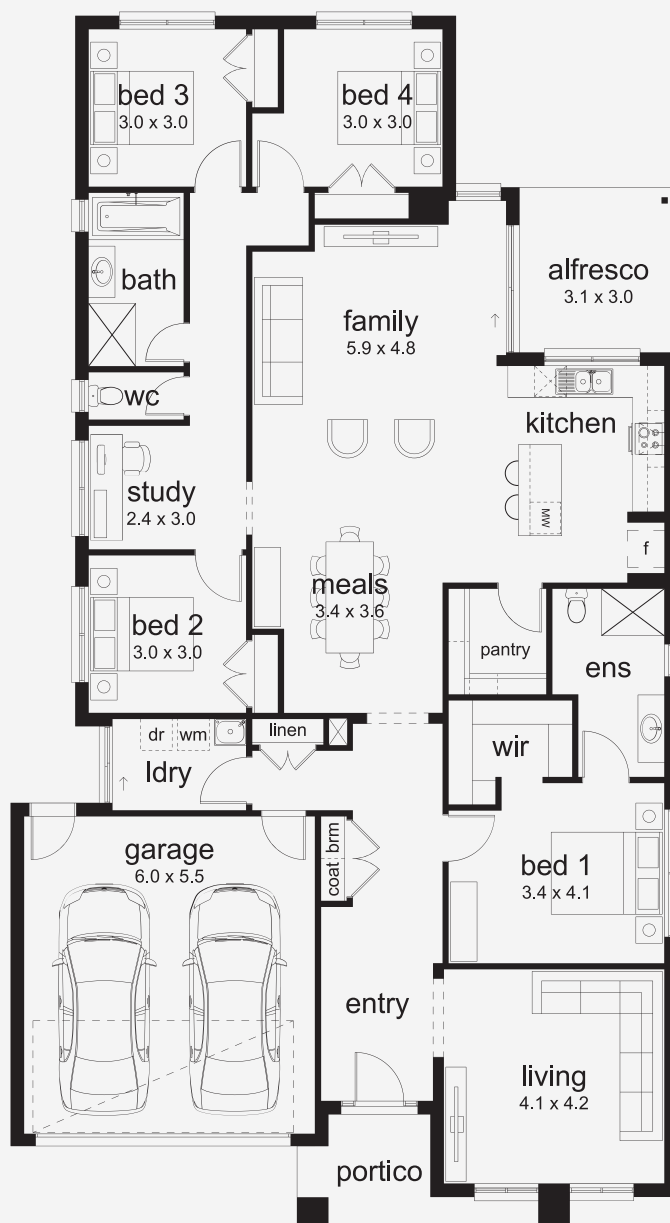 bed 3
3.0 x 3.0
bed 4
3.0 x 3.0
bath
alfresco
3.1 x 3.0
family
5.9 x 4.8
wc
kitchen
study
2.4 x 3.0
MW
f
meals
3.4 x 3.6
bed 2
3.0 x 3.0
pantry
ens
dr
wm
linen
wir
ldry
garage
6.0 x 5.5
coat
brm
bed 1
3.4 x 4.1
entry
living
4.1 x 4.2
portico